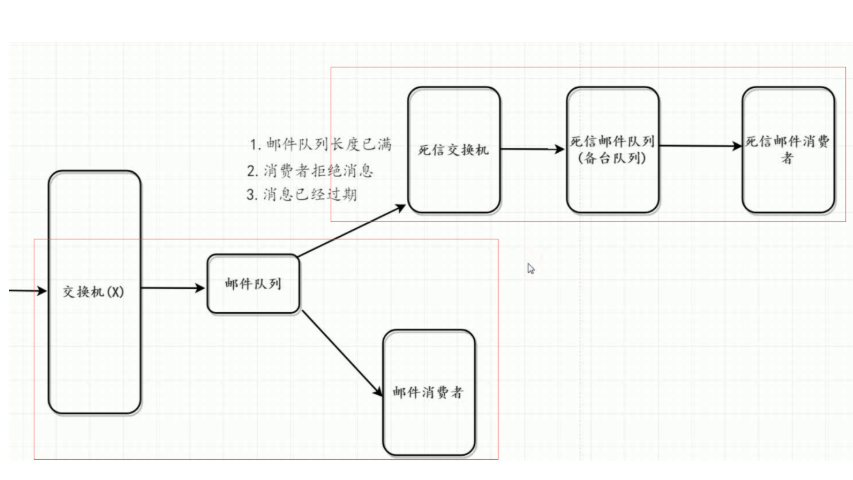 1. 邮件队列长度已满
2. 消费者拒绝消息
3. 消息已经过期
死信交换机
死信邮件队列
(备台队列)
死信邮件消费
者
交换机(X)
邮件队列
邮件消费者